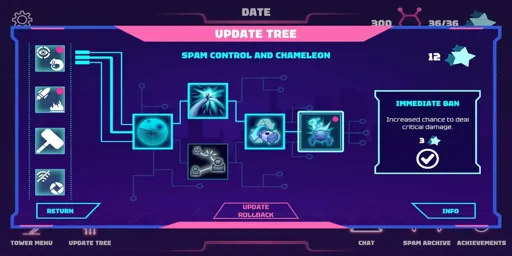 DATE
300
36/36
UPDATE TREE
SPAM CONTROL AND CHAMELEON
12
IMMEDIATE BAN
Increased chance to deal
critical damage.
3
RETURN
UPDATE
ROLLBACK
INFO
TOWER MENU
UPDATE TREE
CHAT
SPAM ARCHIVE
ACHIEVEMENTS